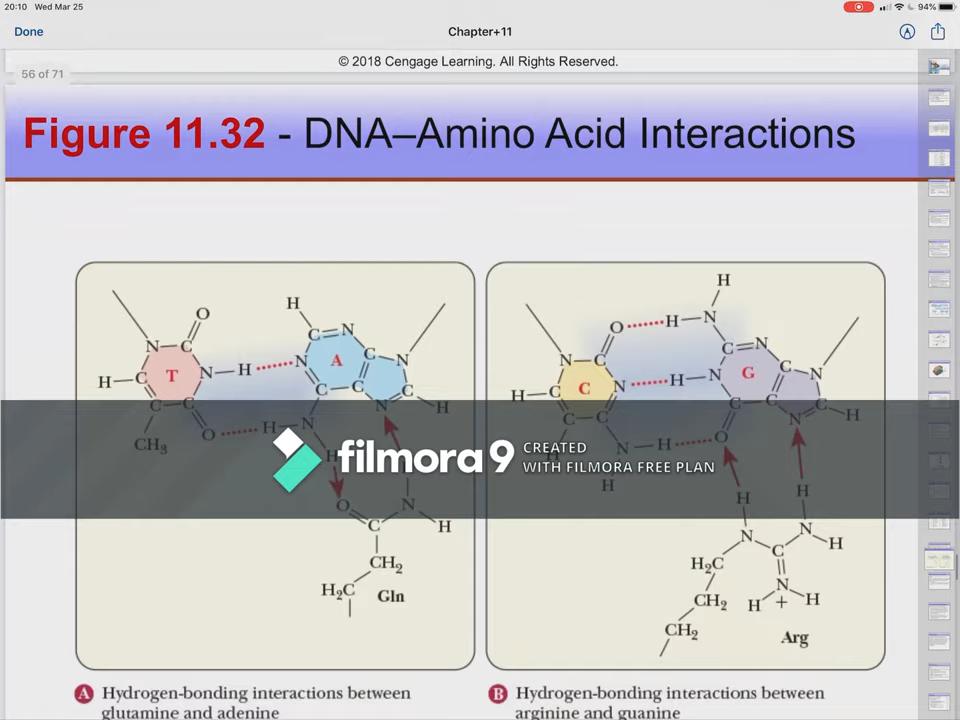 20:10 Wed Mar 25
94%
Done
Chapter+11
© 2018 Cengage Learning. All Rights Reserved.
56 of 71
Figure 11.32 - DNA–Amino Acid Interactions
H
O
H
N
C
C
N
T
N
H
N
A
C
N
H
C
C
C
C
C
C
N
H
CH₃
O
H
N
H
O
N
C
H
CH₂
H₂C
Gln
H
O
H
N
N
C
C
N
C
N
H
N
G
C
N
H
C
C
C
C
C
N
H
H
N
H
O
H
H
H
N
N
H
H₂C
C
CH₂
N
H
+
H
CH₂
Arg
filmora9
CREATED
WITH FILMORA FREE PLAN
A Hydrogen-bonding interactions between
glutamine and adenine
B Hydrogen-bonding interactions between
arginine and guanine